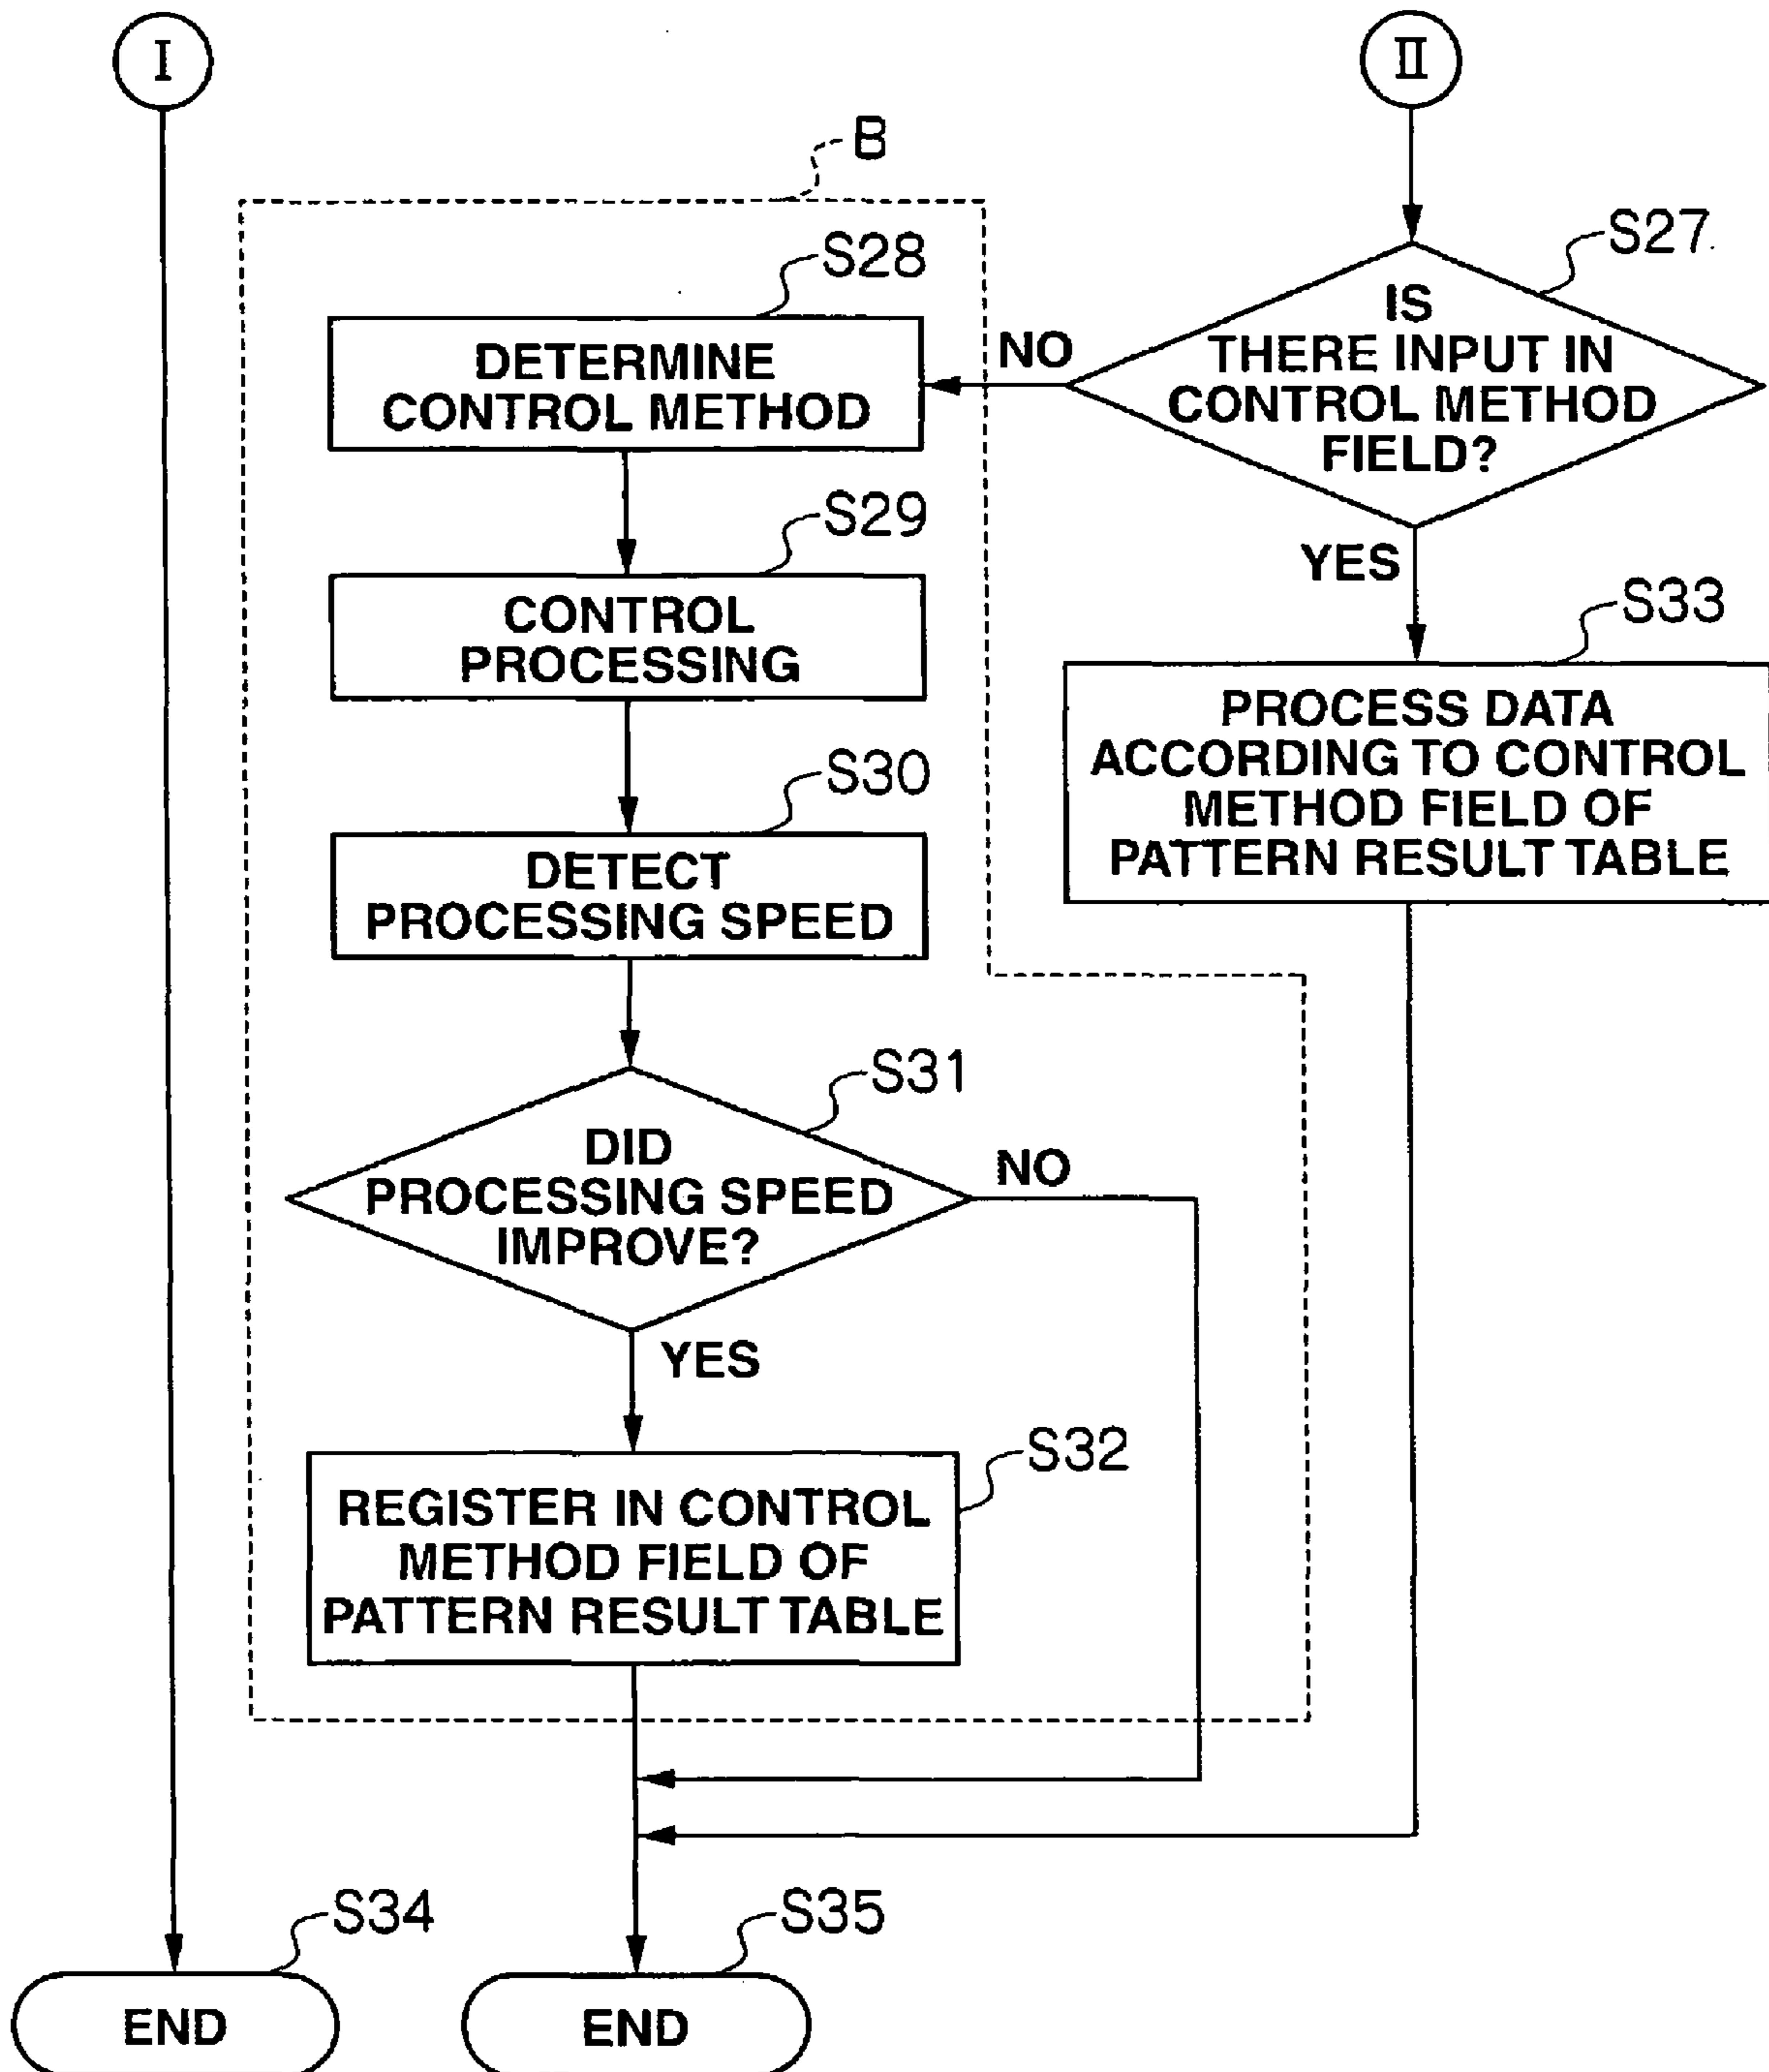 I
II
B
S27
IS
THERE INPUT IN
CONTROL METHOD
FIELD?
NO
YES
S28
DETERMINE
CONTROL METHOD
S29
CONTROL
PROCESSING
S33
PROCESS DATA
ACCORDING TO CONTROL
METHOD FIELD OF
PATTERN RESULT TABLE
S30
DETECT
PROCESSING SPEED
S31
DID
PROCESSING SPEED
IMPROVE?
NO
YES
S32
REGISTER IN CONTROL
METHOD FIELD OF
PATTERN RESULT TABLE
S34
END
S35
END